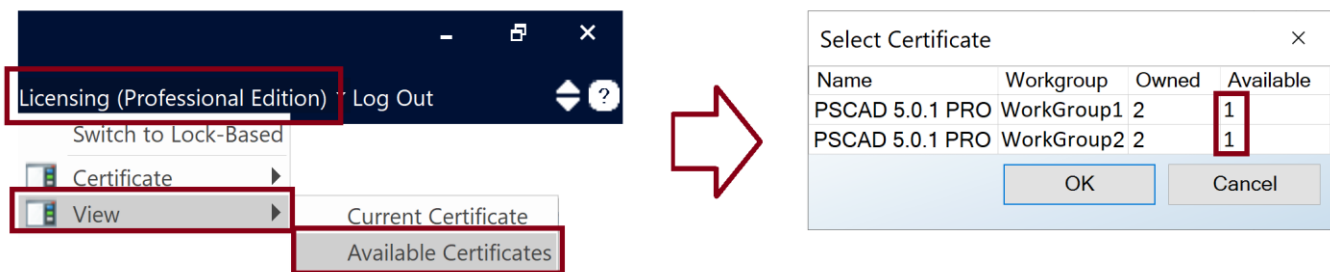 Licensing (Professional Edition) Log Out ?
Switch to Lock-Based
Certificate
View
Current Certificate
Available Certificates
Select Certificate
Name Workgroup Owned Available
PSCAD 5.0.1 PRO WorkGroup1 2 1
PSCAD 5.0.1 PRO WorkGroup2 2 1
OK Cancel